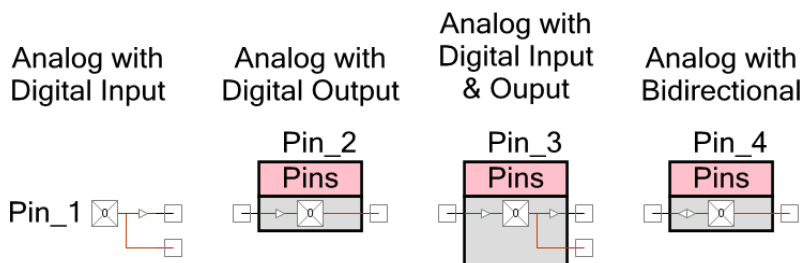 Analog with
Digital Input
Analog with
Digital Output
Analog with
Digital Input
& Ouput
Analog with
Bidirectional
Pin_1
0
Pin_2
Pins
0
Pin_3
Pins
0
Pin_4
Pins
0